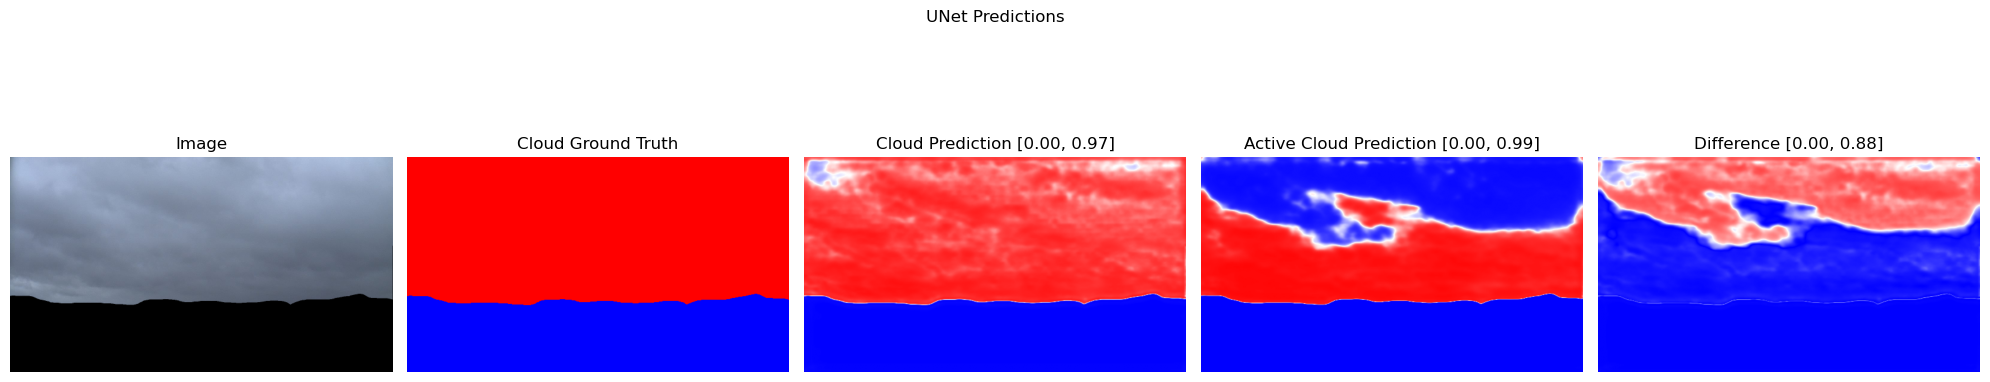 UNet Predictions
Image
Cloud Ground Truth
Cloud Prediction [0.00, 0.97]
Active Cloud Prediction [0.00, 0.99]
Difference [0.00, 0.88]